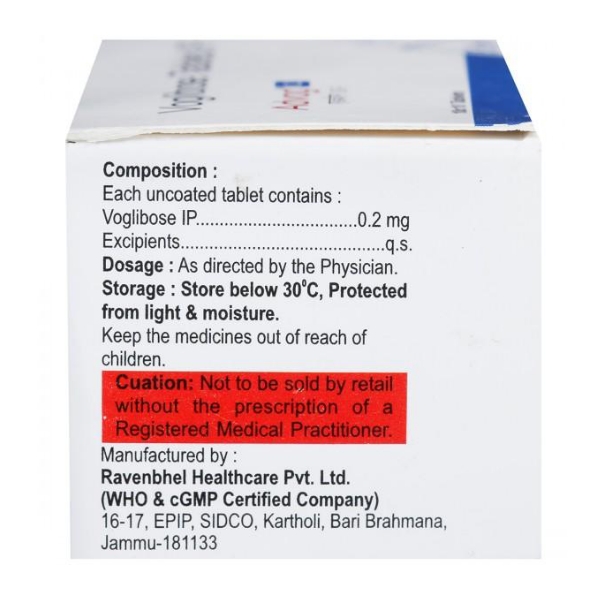 Voglibose
Composition :
Each uncoated tablet contains :
Voglibose IP..................................0.2 mg
Excipients...........................................q.s.
Dosage : As directed by the Physician.
Storage : Store below 30⁰C, Protected
from light & moisture.
Keep the medicines out of reach of
children.
Cuation: Not to be sold by retail
without the prescription of a
Registered Medical Practitioner.
Manufactured by :
Ravenbhel Healthcare Pvt. Ltd.
(WHO & cGMP Certified Company)
16-17, EPIP, SIDCO, Kartholi, Bari Brahmana,
Jammu-181133